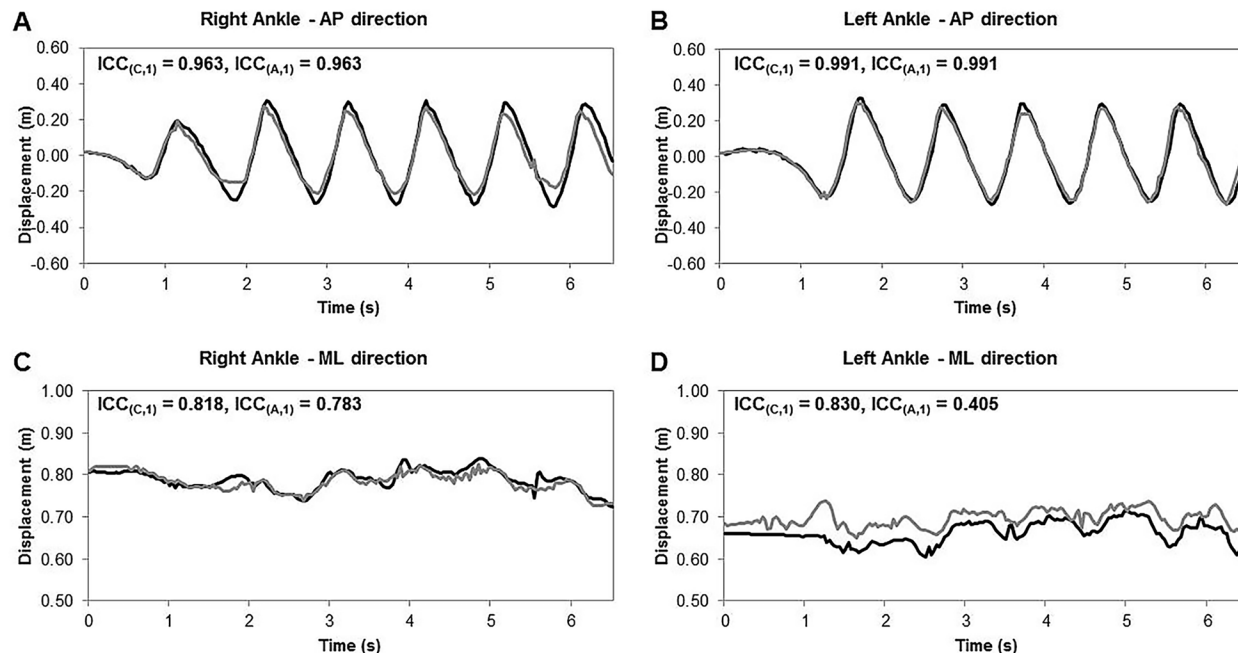 A
Right Ankle - AP direction
ICC(C,1) = 0.963, ICC(A,1) = 0.963
Displacement (m)
0.60
0.40
0.20
0.00
-0.20
-0.40
-0.60
0 1 2 3 4 5 6
Time (s)
B
Left Ankle - AP direction
ICC(C,1) = 0.991, ICC(A,1) = 0.991
Displacement (m)
0.60
0.40
0.20
0.00
-0.20
-0.40
-0.60
0 1 2 3 4 5 6
Time (s)
C
Right Ankle - ML direction
ICC(C,1) = 0.818, ICC(A,1) = 0.783
Displacement (m)
1.00
0.90
0.80
0.70
0.60
0.50
0 1 2 3 4 5 6
Time (s)
D
Left Ankle - ML direction
ICC(C,1) = 0.830, ICC(A,1) = 0.405
Displacement (m)
1.00
0.90
0.80
0.70
0.60
0.50
0 1 2 3 4 5 6
Time (s)